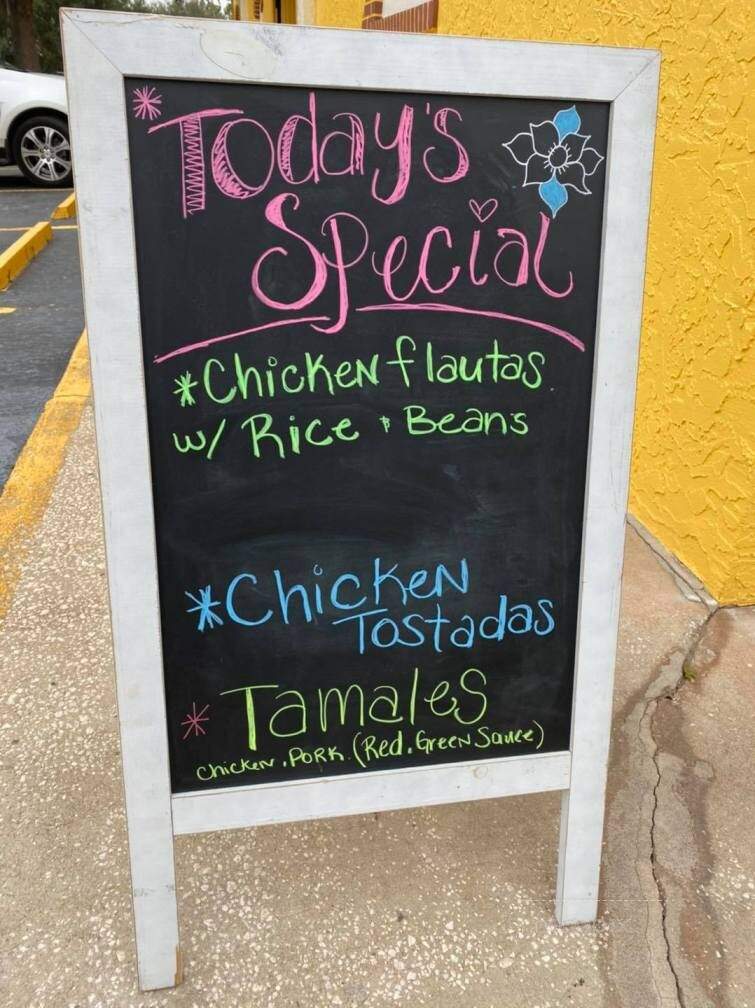 Today's
Special
*Chicken flautas
w/ Rice & Beans
*Chicken
Tostadas
* Tamales
Chicken. Pork. (Red. Green Sauce)